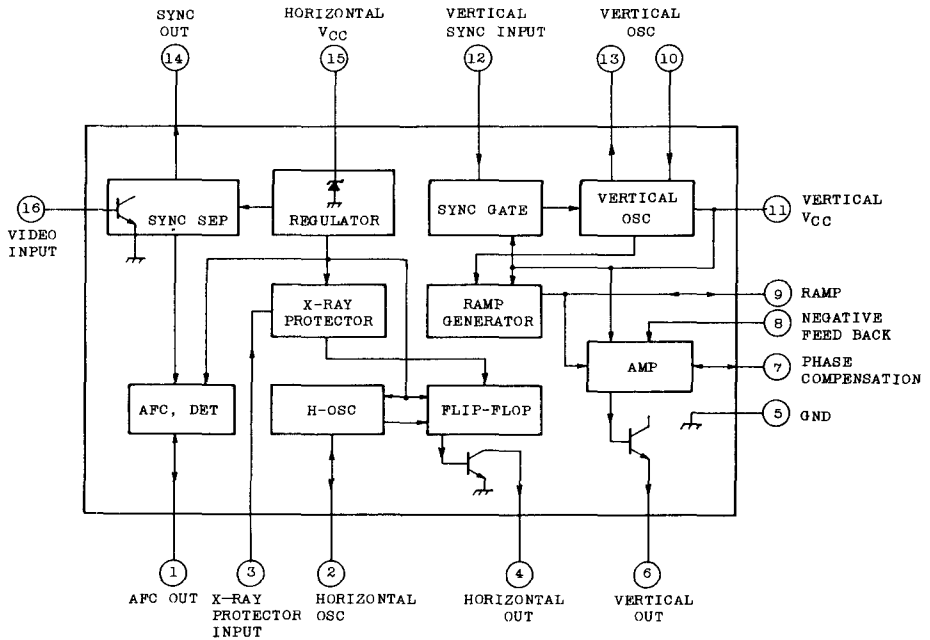 SYNC
OUT
14
HORIZONTAL
VCC
15
VERTICAL
SYNC INPUT
12
VERTICAL
OSC
13
10
16
VIDEO
INPUT
SYNC SEP
REGULATOR
SYNC GATE
VERTICAL
OSC
11
VERTICAL
VCC
X-RAY
PROTECTOR
RAMP
GENERATOR
9
RAMP
8
NEGATIVE
FEED BACK
AMP
7
PHASE
COMPENSATION
AFC, DET
H-OSC
FLIP-FLOP
5
GND
1
AFC OUT
3
X-RAY
PROTECTOR
INPUT
2
HORIZONTAL
OSC
4
HORIZONTAL
OUT
6
VERTICAL
OUT